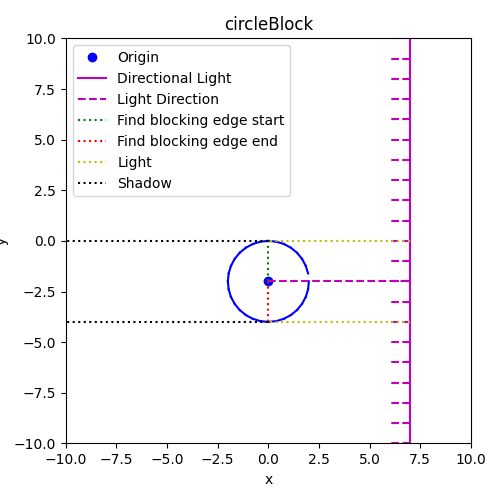 circleBlock
10.0
7.5
5.0
2.5
0.0
−2.5
−5.0
−7.5
−10.0
y
Origin
Directional Light
Light Direction
Find blocking edge start
Find blocking edge end
Light
Shadow
−10.0 −7.5 −5.0 −2.5 0.0 2.5 5.0 7.5 10.0
x